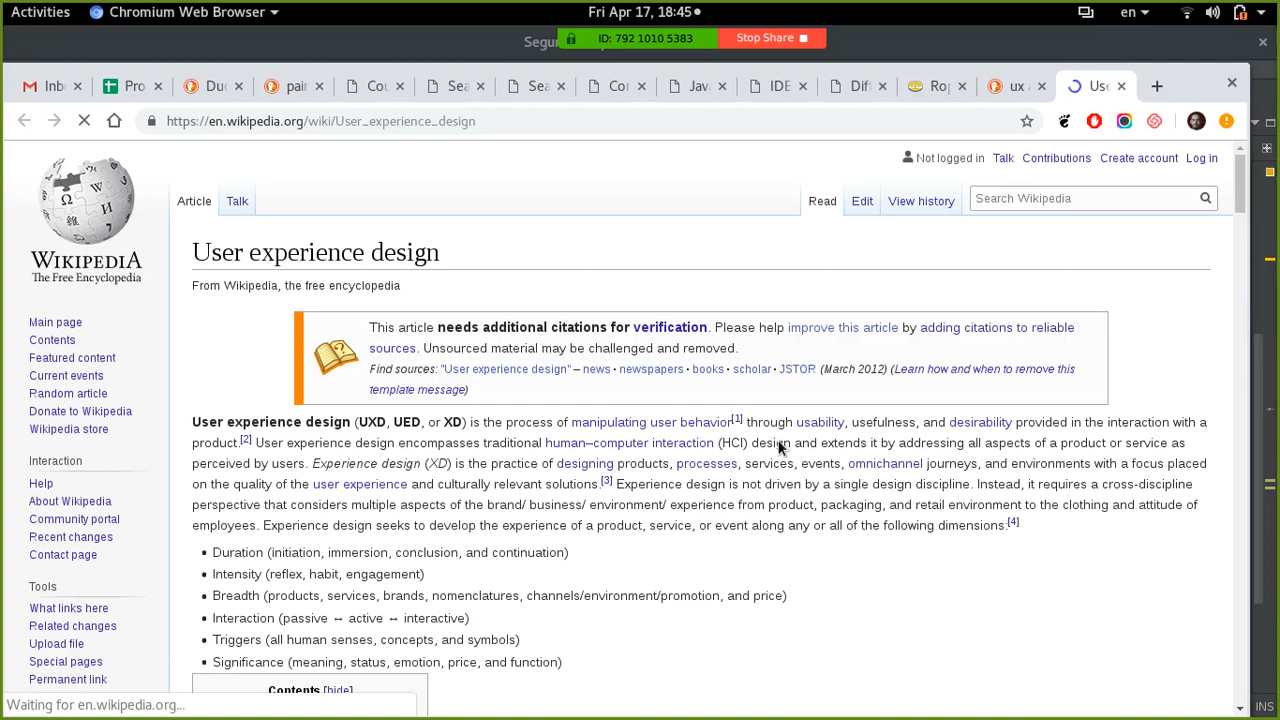 Activities Chromium Web Browser Fri Apr 17, 18:45 en
Segu
ID: 792 1010 5383 Stop Share
Inb Pro Du pain Cou Sea Sea Cor Jav IDE Dif Rop ux Use
https://en.wikipedia.org/wiki/User_experience_design
Not logged in Talk Contributions Create account Log in
Article Talk Read Edit View history Search Wikipedia
WIKIPEDIA
The Free Encyclopedia
User experience design
From Wikipedia, the free encyclopedia
This article needs additional citations for verification. Please help improve this article by adding citations to reliable
sources. Unsourced material may be challenged and removed.
Find sources: "User experience design" – news · newspapers · books · scholar · JSTOR (March 2012) (Learn how and when to remove this
template message)
Main page
Contents
Featured content
Current events
Random article
Donate to Wikipedia
Wikipedia store
Interaction
Help
About Wikipedia
Community portal
Recent changes
Contact page
Tools
What links here
Related changes
Upload file
Special pages
Permanent link
User experience design (UXD, UED, or XD) is the process of manipulating user behavior[1] through usability, usefulness, and desirability provided in the interaction with a
product.[2] User experience design encompasses traditional human–computer interaction (HCI) design and extends it by addressing all aspects of a product or service as
perceived by users. Experience design (XD) is the practice of designing products, processes, services, events, omnichannel journeys, and environments with a focus placed
on the quality of the user experience and culturally relevant solutions.[3] Experience design is not driven by a single design discipline. Instead, it requires a cross-discipline
perspective that considers multiple aspects of the brand/ business/ environment/ experience from product, packaging, and retail environment to the clothing and attitude of
employees. Experience design seeks to develop the experience of a product, service, or event along any or all of the following dimensions:[4]
Duration (initiation, immersion, conclusion, and continuation)
Intensity (reflex, habit, engagement)
Breadth (products, services, brands, nomenclatures, channels/environment/promotion, and price)
Interaction (passive ↔ active ↔ interactive)
Triggers (all human senses, concepts, and symbols)
Significance (meaning, status, emotion, price, and function)
Contents [hide]
Waiting for en.wikipedia.org...
INS